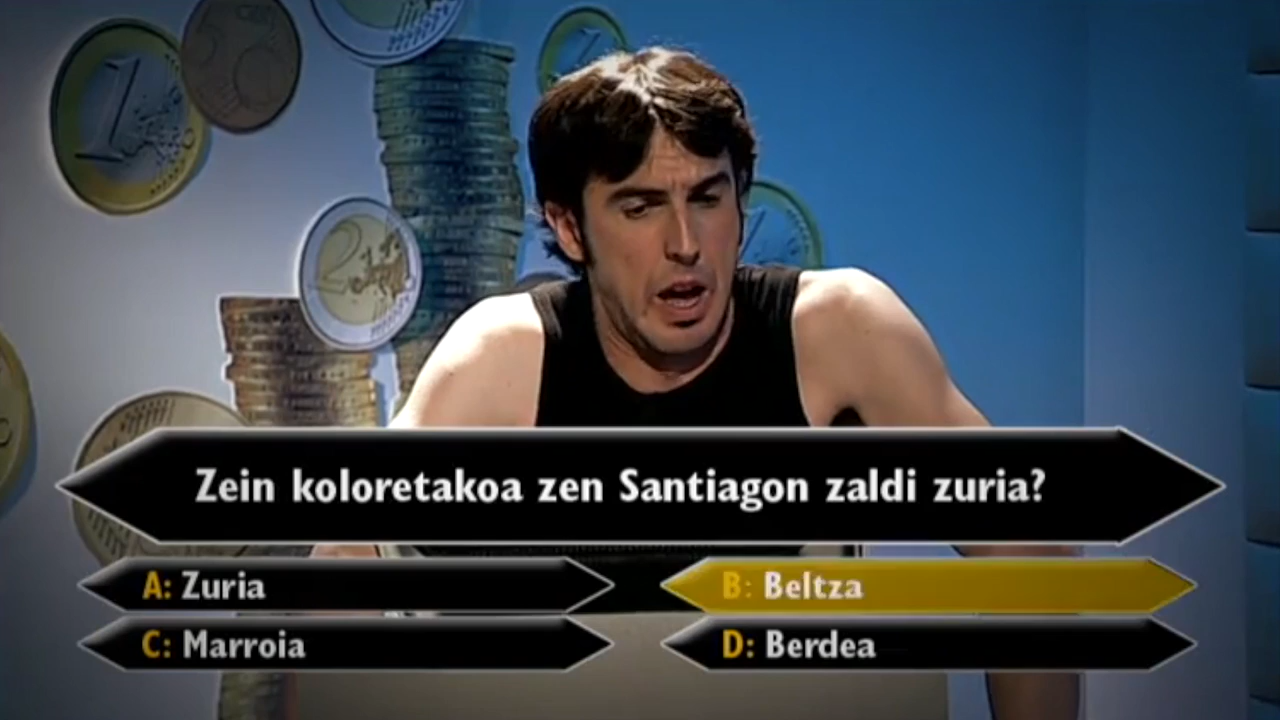 Zein koloretakoa zen Santiagon zaldi zuria?
A: Zuria
B: Beltza
C: Marroia
D: Berdea